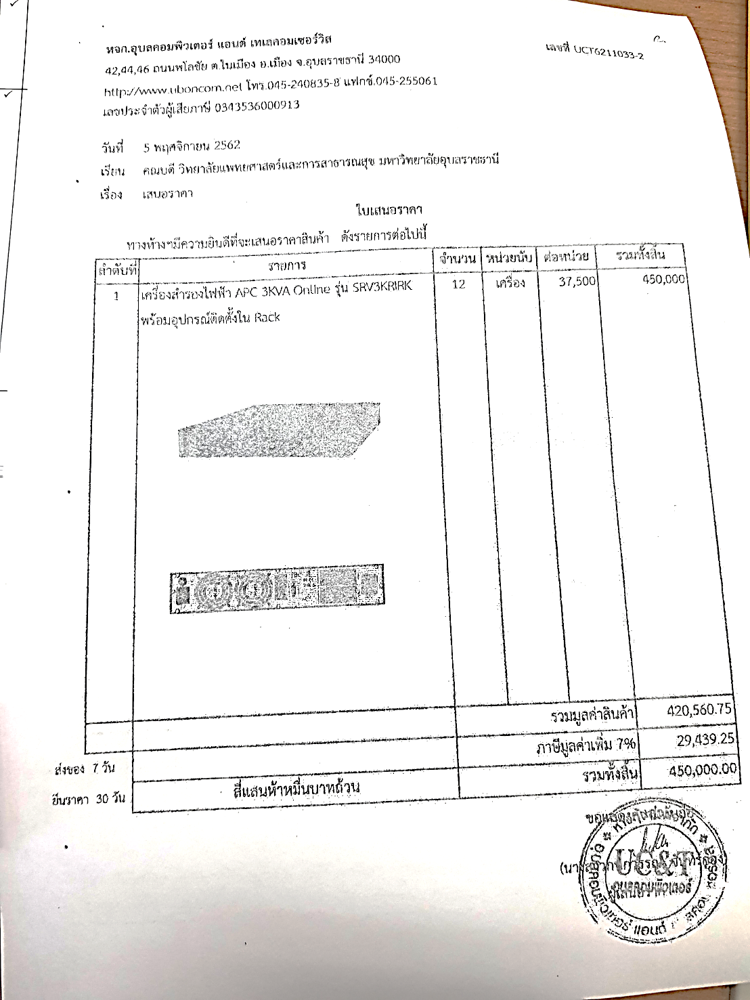 หจก.อุบลคอมพิวเตอร์ แอนด์ เทเลคอมเซอร์วิส
เลขที่ UCT6211033-2
42,44,46 ถนนพโลชัย ต.ในเมือง อ.เมือง จ.อุบลราชธานี 34000
http://www.uboncom.net โทร.045-240835-8 แฟกซ์.045-255061
เลขประจำตัวผู้เสียภาษี 0343536000913
วันที่ 5 พฤศจิกายน 2562
เรียน คณบดี วิทยาลัยแพทยศาสตร์และการสาธารณสุข มหาวิทยาลัยอุบลราชธานี
เรื่อง เสนอราคา
ใบเสนอราคา
ทางห้างฯมีความยินดีที่จะเสนอราคาสินค้า ดังรายการต่อไปนี้
ลำดับที่ รายการ จำนวน หน่วยนับ ต่อหน่วย รวมทั้งสิ้น
1 เครื่องสำรองไฟฟ้า APC 3KVA Online รุ่น SRV3KRIRK 12 เครื่อง 37,500 450,000
พร้อมอุปกรณ์ติดตั้งใน Rack
รวมมูลค่าสินค้า 420,560.75
ภาษีมูลค่าเพิ่ม 7% 29,439.25
ส่งของ 7 วัน
รวมทั้งสิ้น 450,000.00
สี่แสนห้าหมื่นบาทถ้วน
ยืนราคา 30 วัน
ห้างหุ้นส่วนจำกัด
UC&T
อุบลคอมพิวเตอร์
ผู้เสนอราคา
อุบลคอมพิวเตอร์ แอนด์